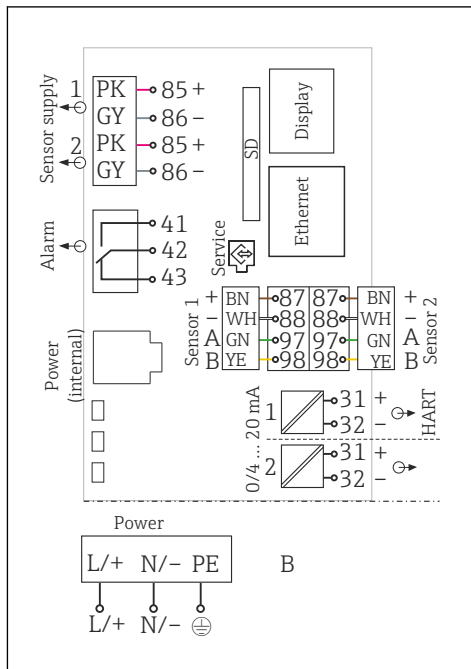 Sensor supply
1 PK 85 +
GY 86 −
2 PK 85 +
GY 86 −
Display
SD
Ethernet
Alarm
41
42
43
Service
Power
(internal)
Sensor 1
+ BN 87 87 BN +
− WH 88 88 WH −
A GN 97 97 GN A
B YE 98 98 YE B
Sensor 2
0/4 ... 20 mA
1 31 +
32 −
HART
2 31 +
32 −
Power
L/+ N/− PE
B
L/+ N/−